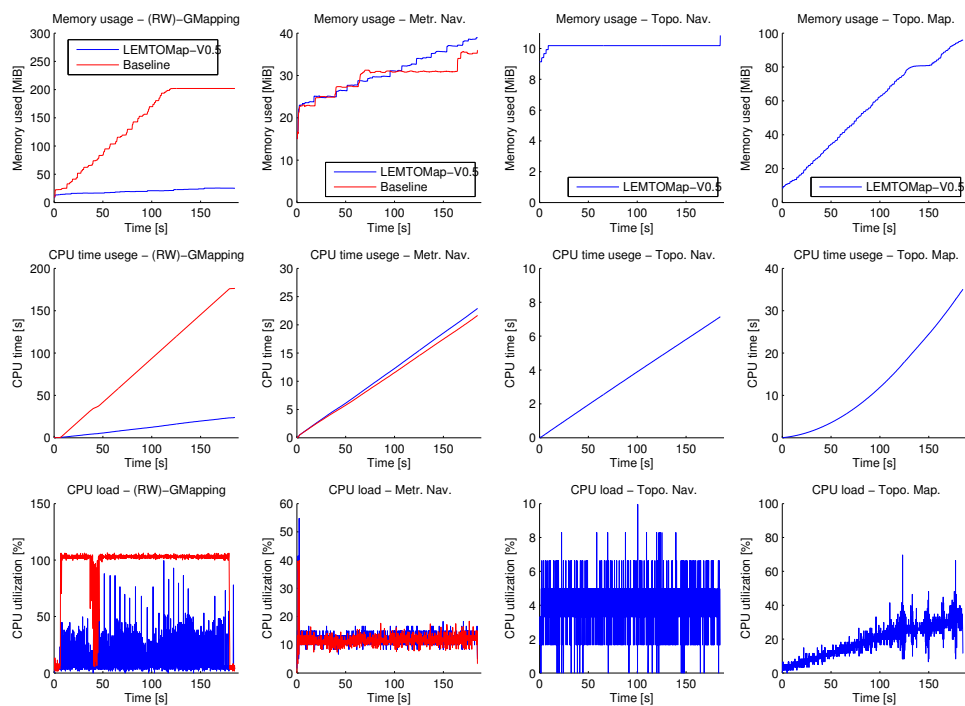 Memory usage − (RW)−GMapping
Memory used [MiB]
300
250
200
150
100
50
0
0 50 100 150
Time [s]
LEMTOMap−V0.5
Baseline
Memory usage − Metr. Nav.
Memory used [MiB]
40
30
20
10
0
0 50 100 150
Time [s]
LEMTOMap−V0.5
Baseline
Memory usage − Topo. Nav.
Memory used [MiB]
10
8
6
4
2
0
0 50 100 150
Time [s]
LEMTOMap−V0.5
Memory usage − Topo. Map.
Memory used [MiB]
100
80
60
40
20
0
0 50 100 150
Time [s]
LEMTOMap−V0.5
CPU time usege − (RW)−GMapping
CPU time [s]
200
150
100
50
0
0 50 100 150
Time [s]
CPU time usege − Metr. Nav.
CPU time [s]
30
25
20
15
10
5
0
0 50 100 150
Time [s]
CPU time usege − Topo. Nav.
CPU time [s]
10
8
6
4
2
0
0 50 100 150
Time [s]
CPU time usege − Topo. Map.
CPU time [s]
40
30
20
10
0
0 50 100 150
Time [s]
CPU load − (RW)−GMapping
CPU utilization [%]
150
100
50
0
0 50 100 150
Time [s]
CPU load − Metr. Nav.
CPU utilization [%]
60
50
40
30
20
10
0
0 50 100 150
Time [s]
CPU load − Topo. Nav.
CPU utilization [%]
10
8
6
4
2
0
0 50 100 150
Time [s]
CPU load − Topo. Map.
CPU utilization [%]
100
80
60
40
20
0
0 50 100 150
Time [s]